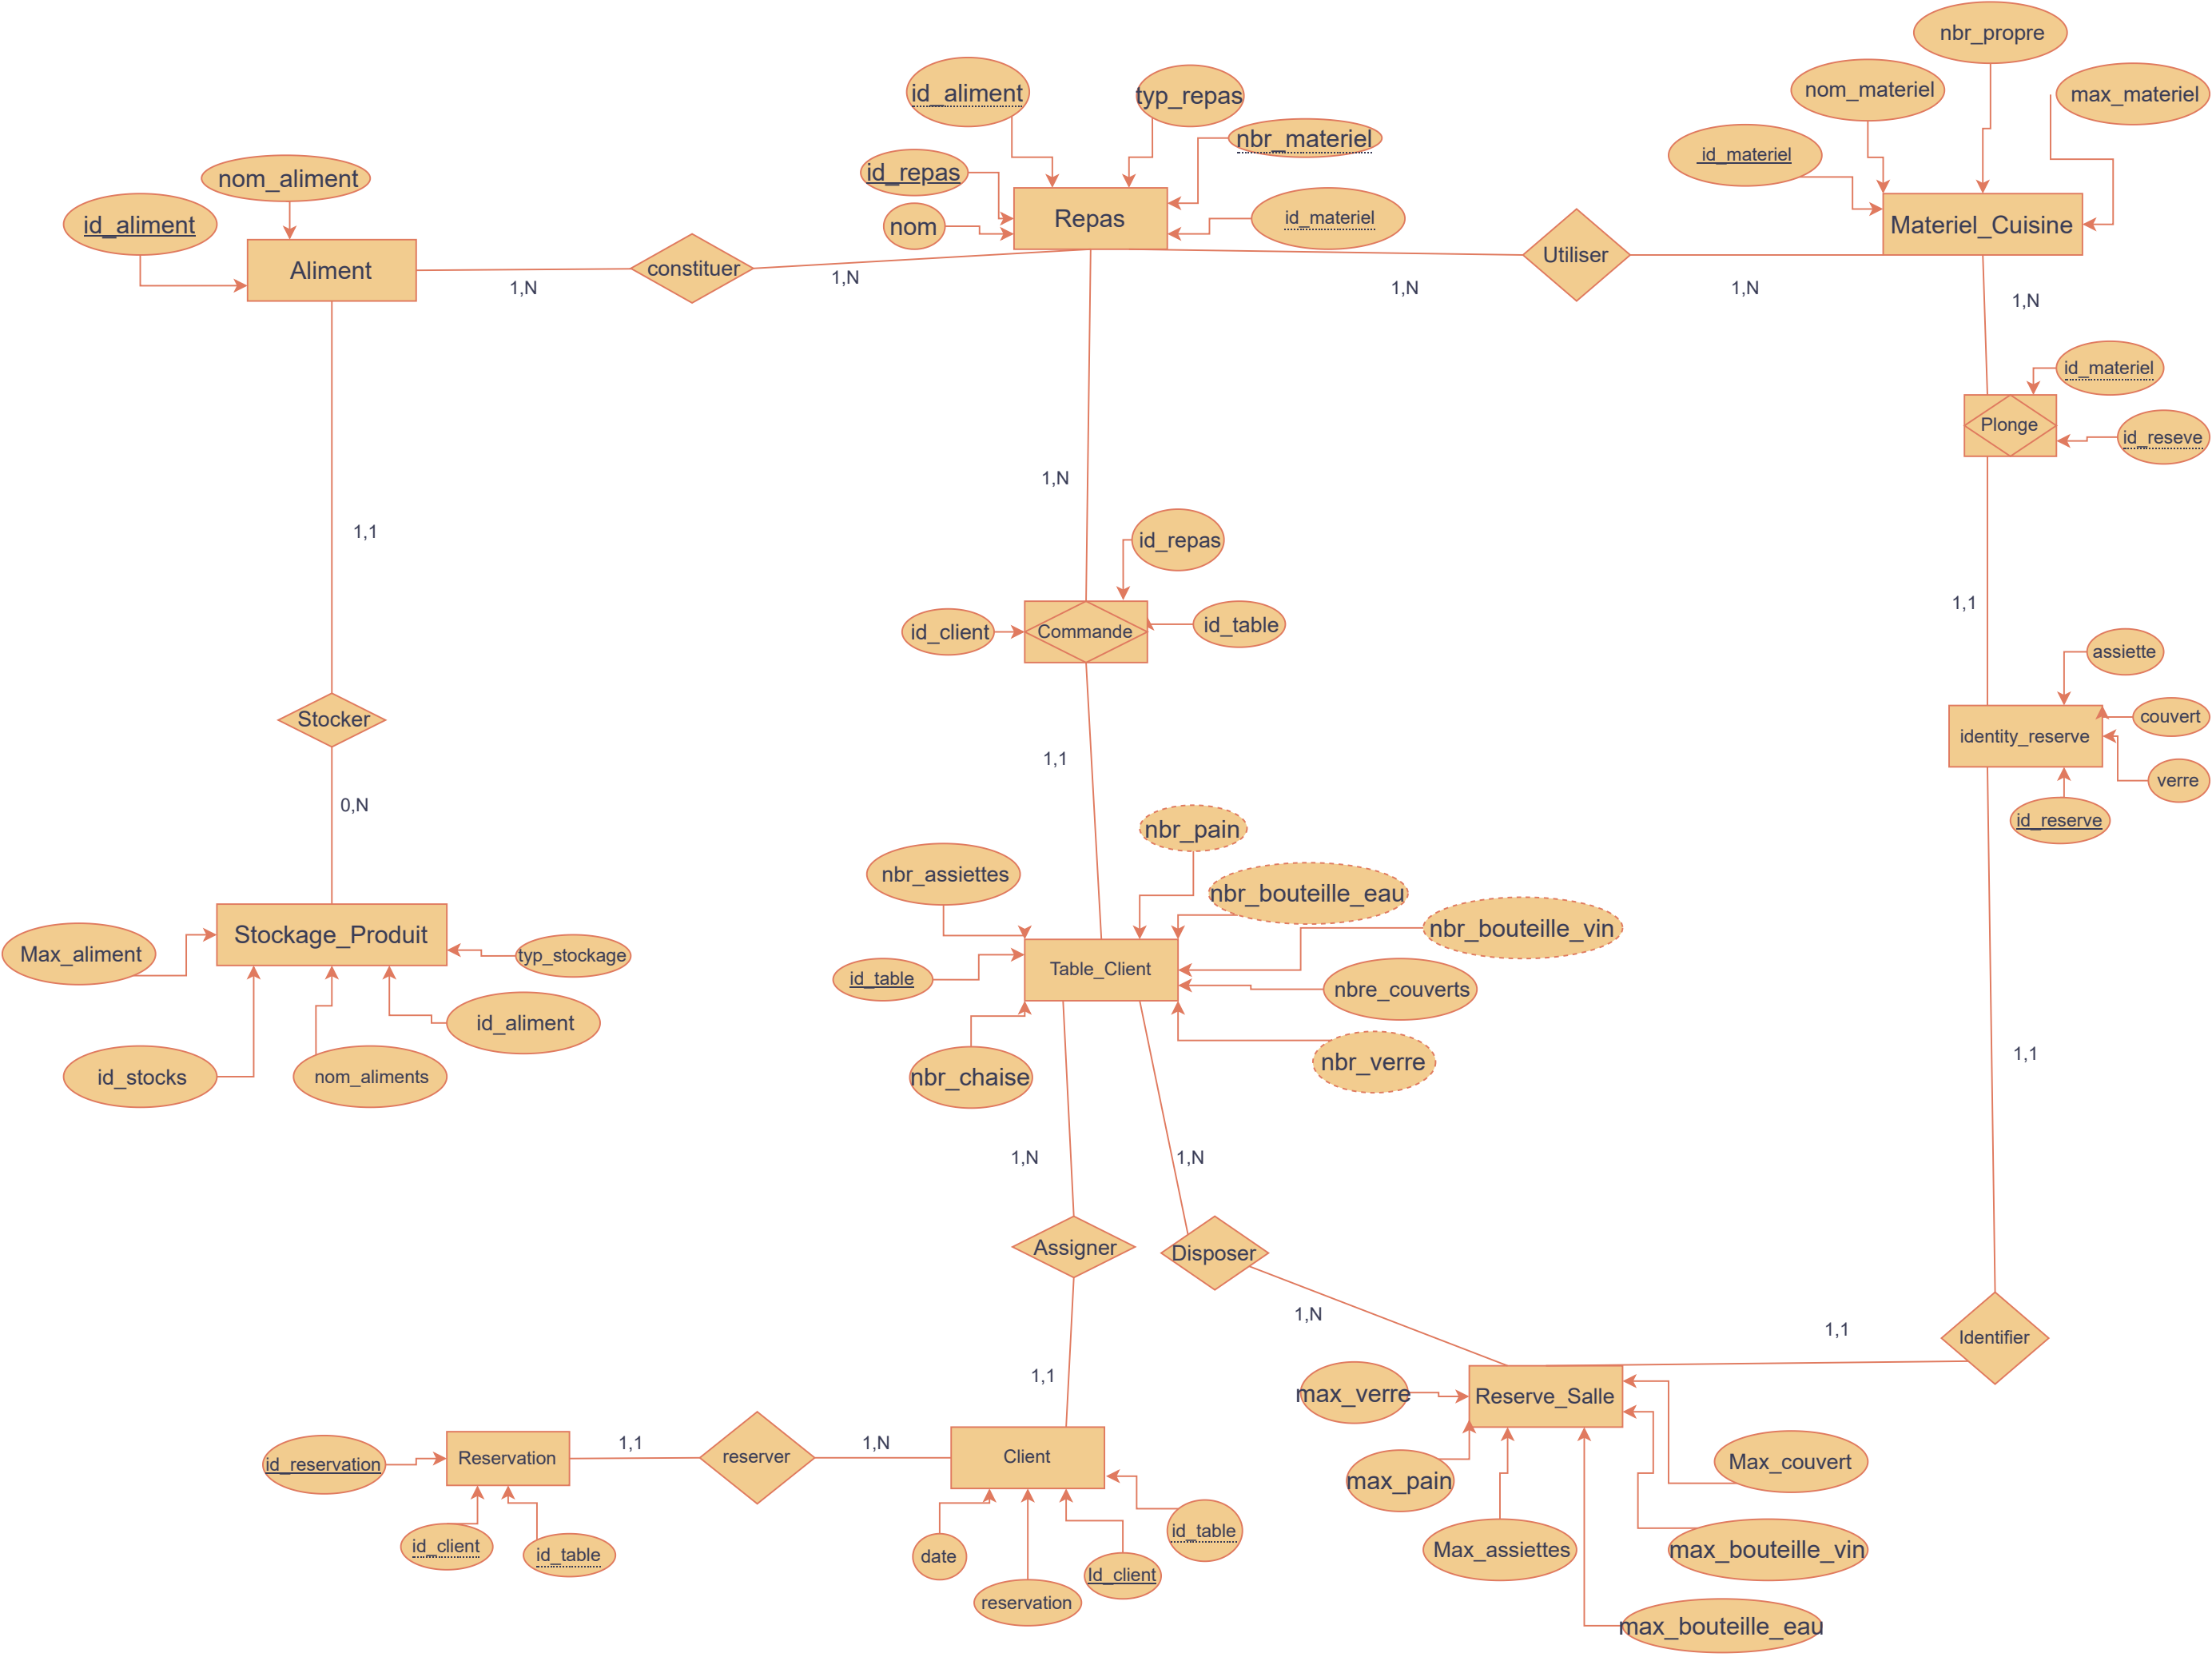 nbr_propre
nom_materiel
max_materiel
id_aliment
typ_repas
nbr_materiel
id_materiel
nom_aliment
id_repas
id_aliment
nom
Repas
id_materiel
Materiel_Cuisine
Aliment
constituer
Utiliser
1,N
1,N
1,N
1,N
1,N
id_materiel
Plonge
id_reseve
1,N
1,1
id_repas
1,1
id_client
Commande
id_table
assiette
Stocker
couvert
identity_reserve
1,1
verre
0,N
id_reserve
nbr_pain
nbr_assiettes
nbr_bouteille_eau
nbr_bouteille_vin
Stockage_Produit
Max_aliment
typ_stockage
Table_Client
id_table
nbre_couverts
id_aliment
nbr_verre
1,1
id_stocks
nom_aliments
nbr_chaise
1,N
1,N
Assigner
Disposer
1,N
1,1
Identifier
1,1
max_verre
Reserve_Salle
1,1
1,N
id_reservation
Reservation
reserver
Client
Max_couvert
max_pain
id_table
id_client
id_table
date
Id_client
Max_assiettes
max_bouteille_vin
reservation
max_bouteille_eau